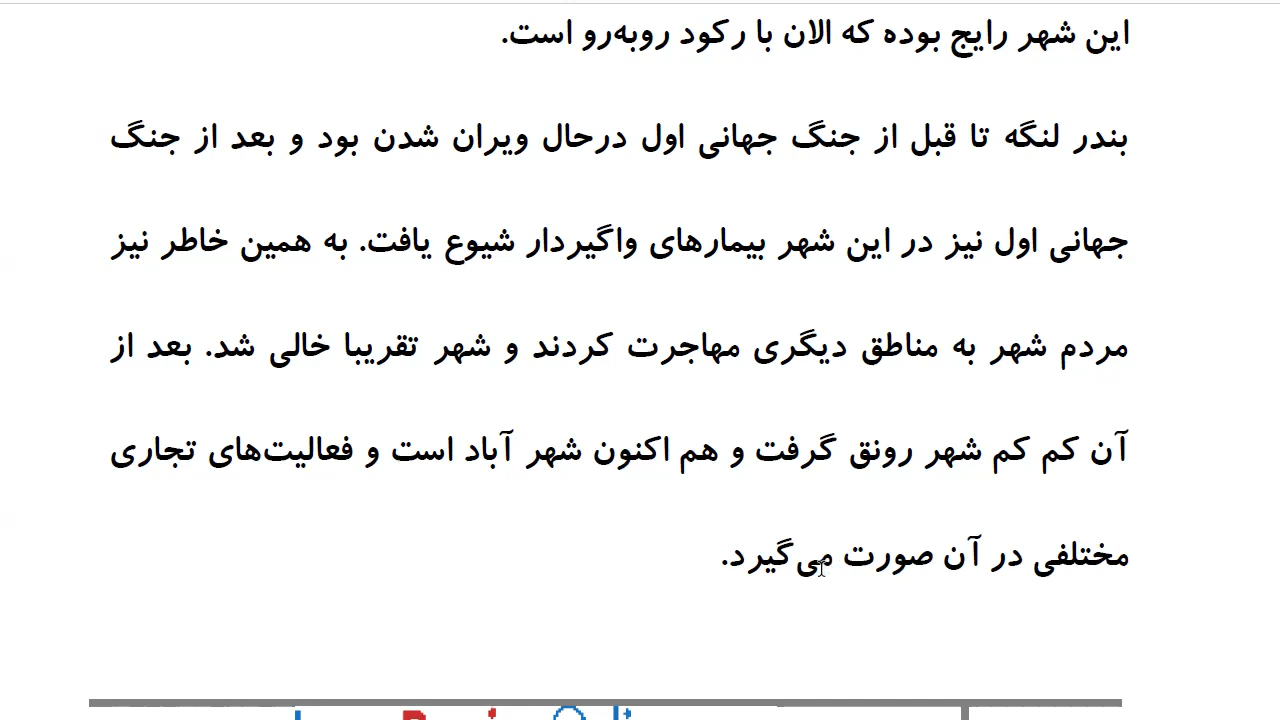 این شهر رایج بوده که الان با رکود روبه‌رو است.
بندر لنگه تا قبل از جنگ جهانی اول درحال ویران شدن بود و بعد از جنگ
جهانی اول نیز در این شهر بیمارهای واگیردار شیوع یافت. به همین خاطر نیز
مردم شهر به مناطق دیگری مهاجرت کردند و شهر تقریبا خالی شد. بعد از
آن کم کم شهر رونق گرفت و هم اکنون شهر آباد است و فعالیت‌های تجاری
مختلفی در آن صورت می‌گیرد.